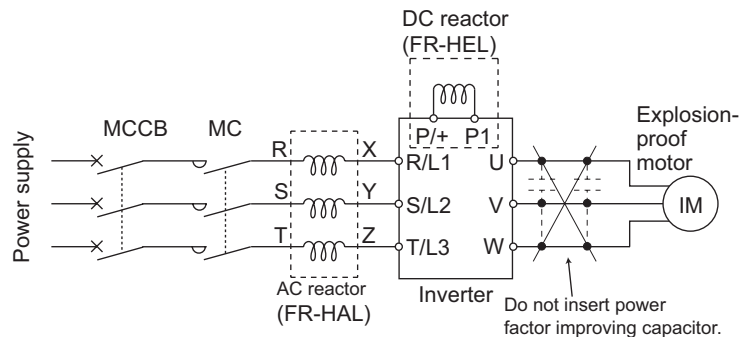 DC reactor
(FR-HEL)
P/+ P1
Explosion-
proof
motor
Power supply
MCCB MC
R X R/L1 U
S Y S/L2 V IM
T Z T/L3 W
AC reactor
(FR-HAL)
Inverter
Do not insert power
factor improving capacitor.